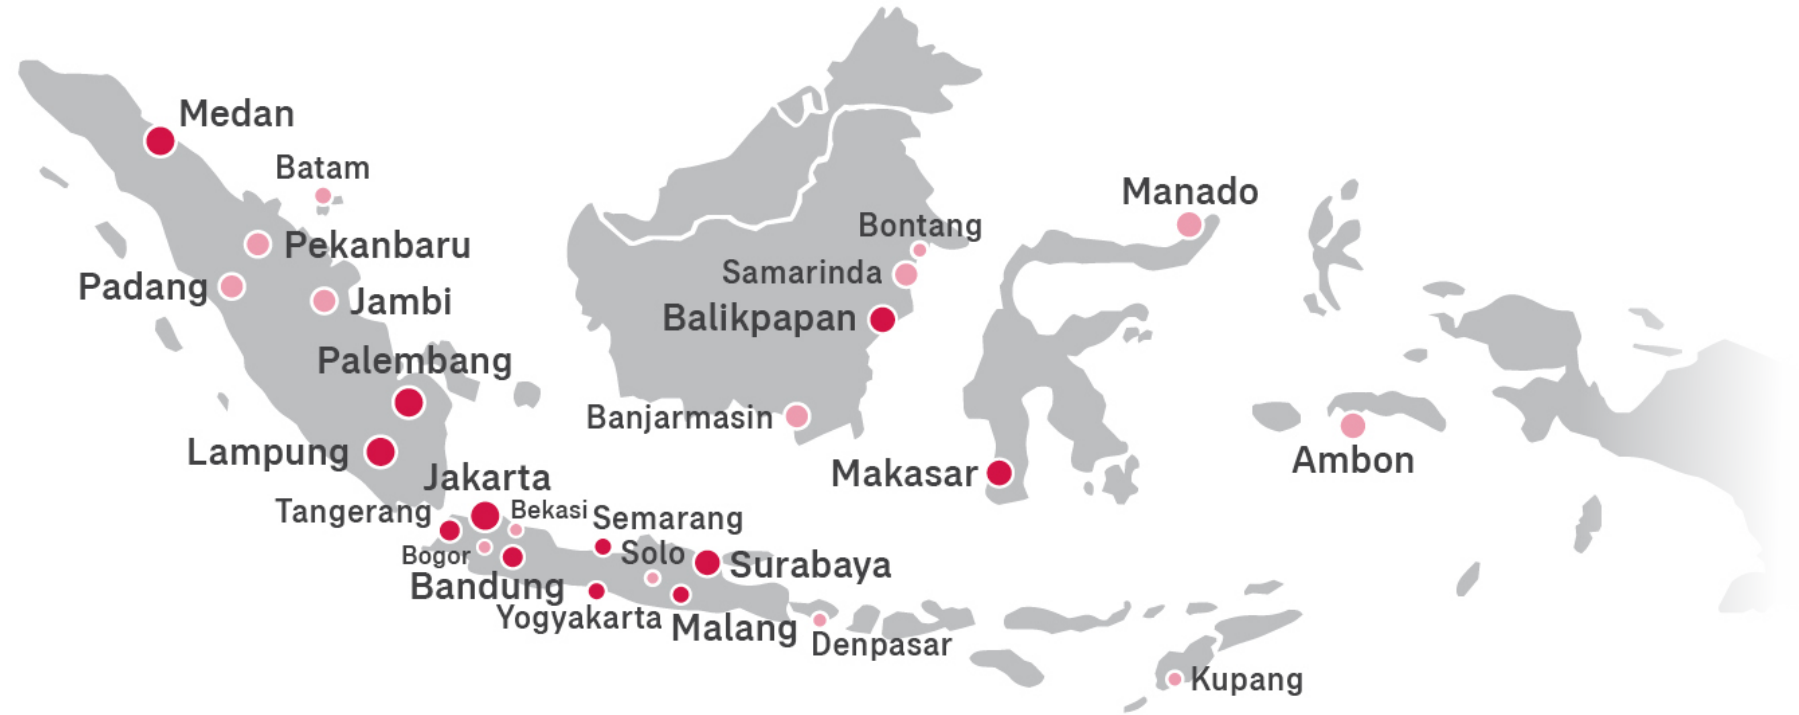 Medan
Batam
Pekanbaru
Padang
Jambi
Palembang
Lampung
Jakarta
Tangerang
Bekasi
Semarang
Bogor
Solo
Surabaya
Bandung
Yogyakarta
Malang
Denpasar
Bontang
Samarinda
Balikpapan
Banjarmasin
Manado
Makasar
Ambon
Kupang